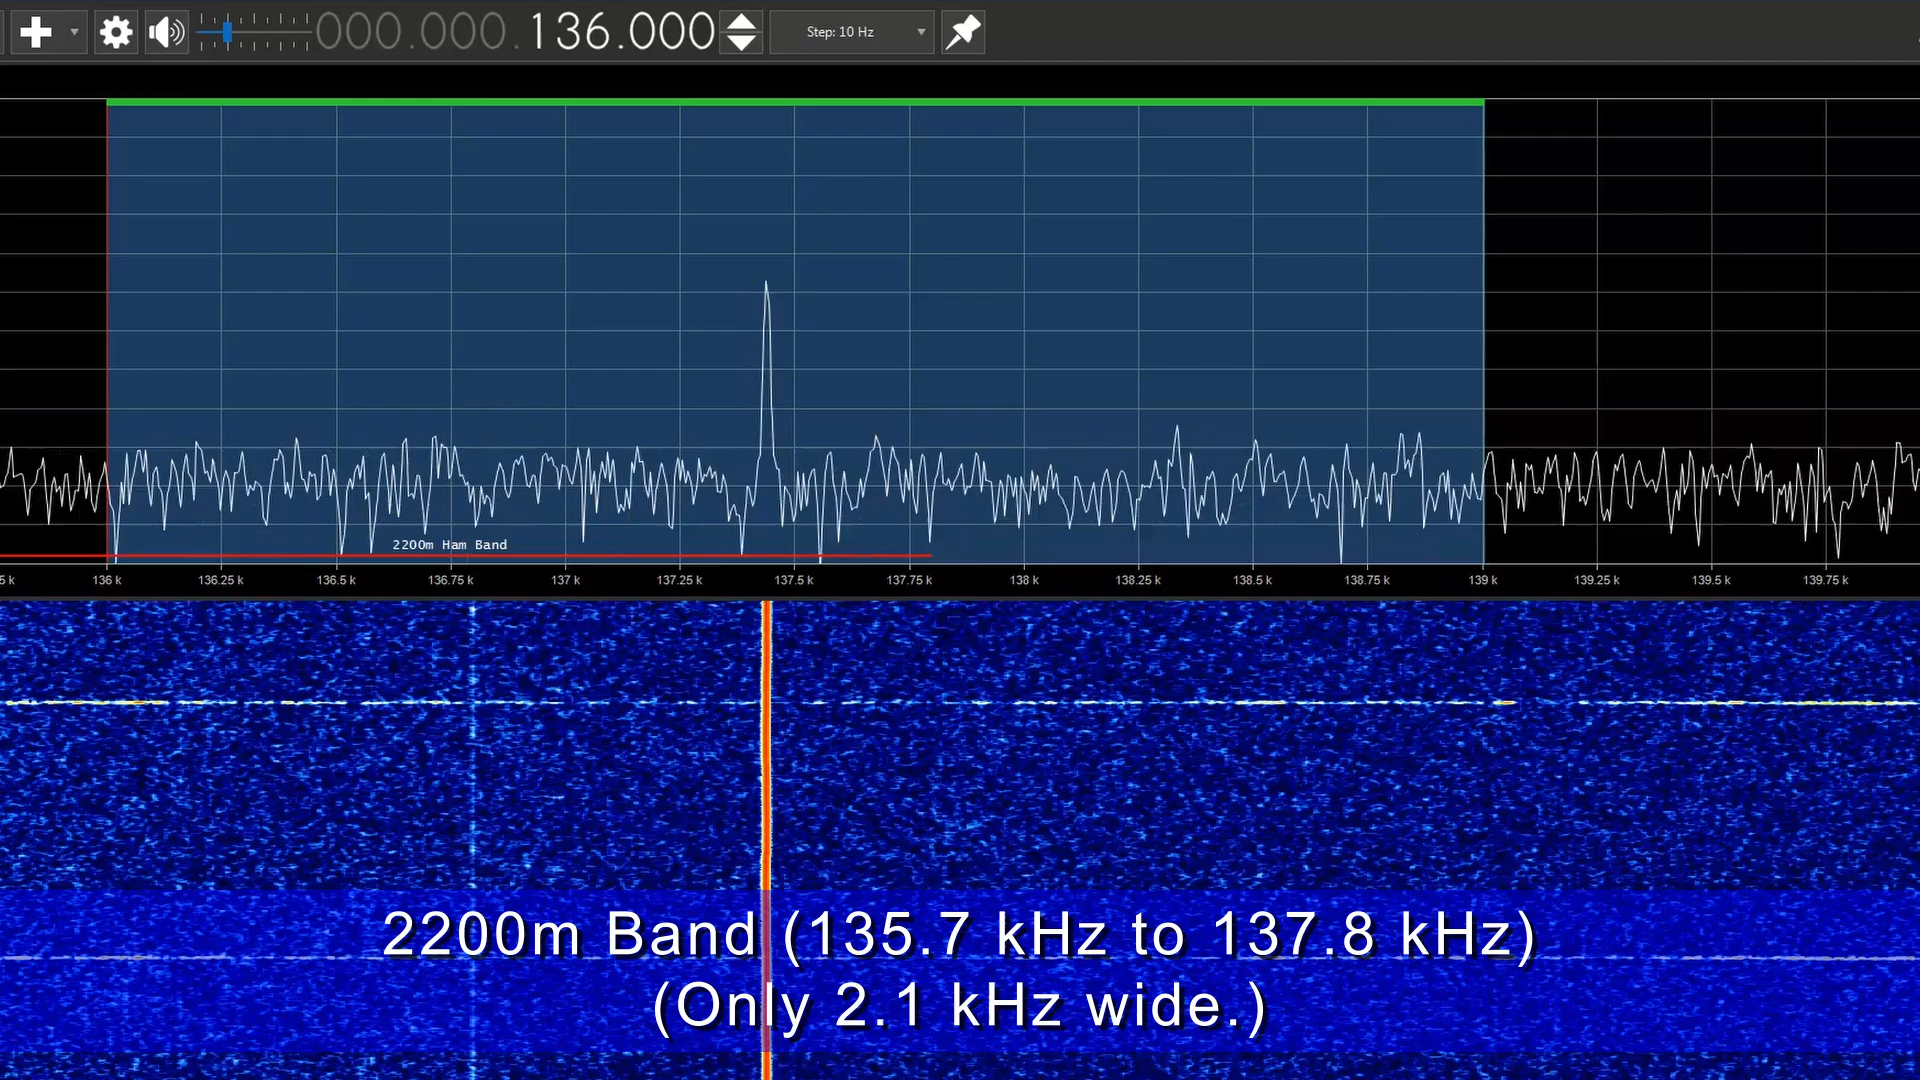 000.000.136.000
Step: 10 Hz
2200m Ham Band
5 k 136 k 136.25 k 136.5 k 136.75 k 137 k 137.25 k 137.5 k 137.75 k 138 k 138.25 k 138.5 k 138.75 k 139 k 139.25 k 139.5 k 139.75 k
2200m Band (135.7 kHz to 137.8 kHz)
(Only 2.1 kHz wide.)